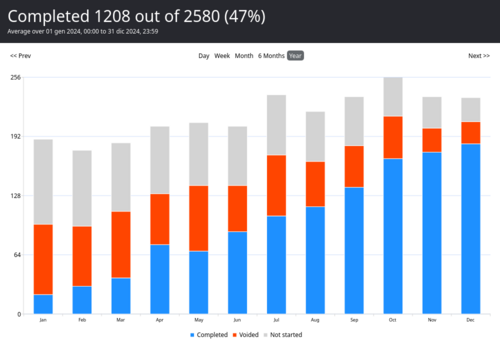 Completed 1208 out of 2580 (47%)
Average over 01 gen 2024, 00:00 to 31 dic 2024, 23:59
<< Prev Day Week Month 6 Months Year Next >>
256
192
128
64
0
Jan Feb Mar Apr May Jun Jul Aug Sep Oct Nov Dec
Completed Voided Not started